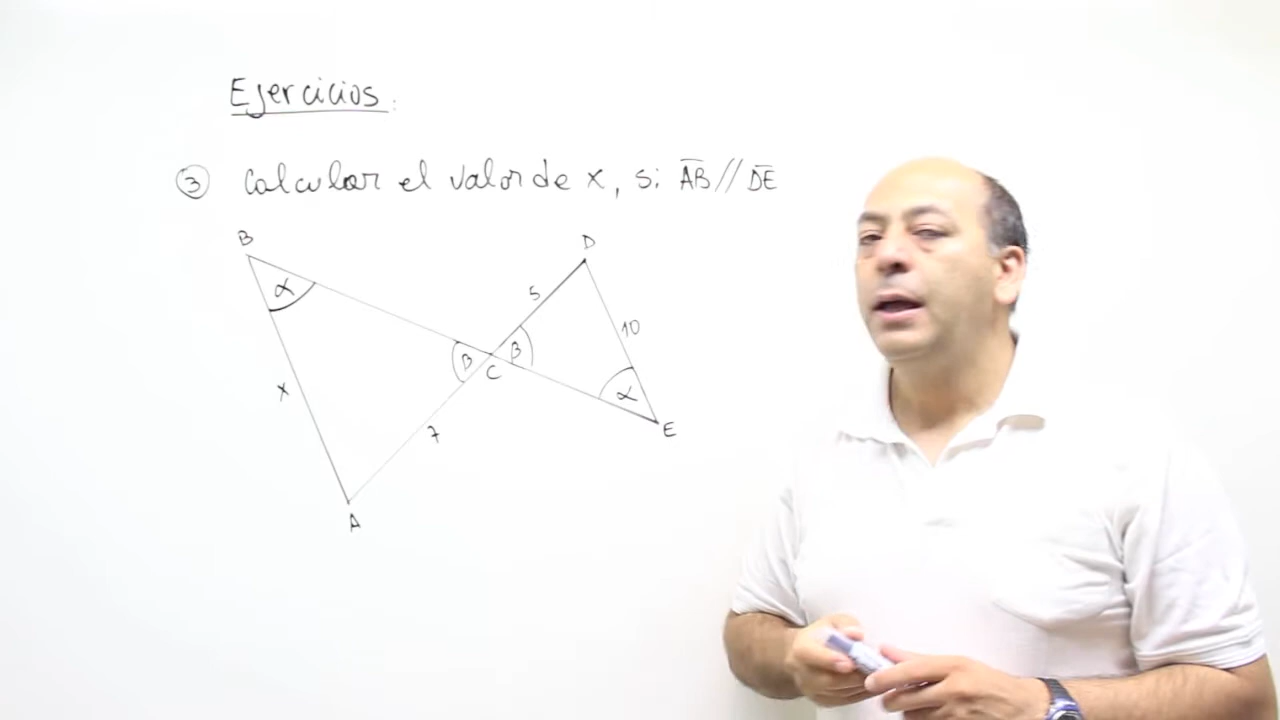 Ejercicios:
③ Calcular el valor de x, si AB // DE
B
D
α
5
10
x
β
β
C
α
7
E
A